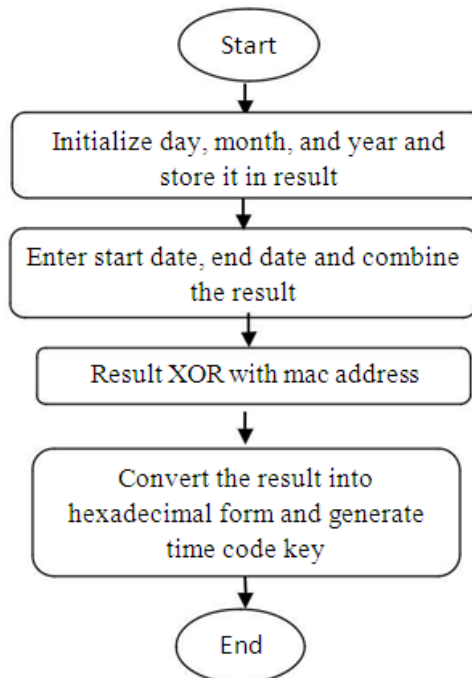 Start
Initialize day, month, and year and
store it in result
Enter start date, end date and combine
the result
Result XOR with mac address
Convert the result into
hexadecimal form and generate
time code key
End